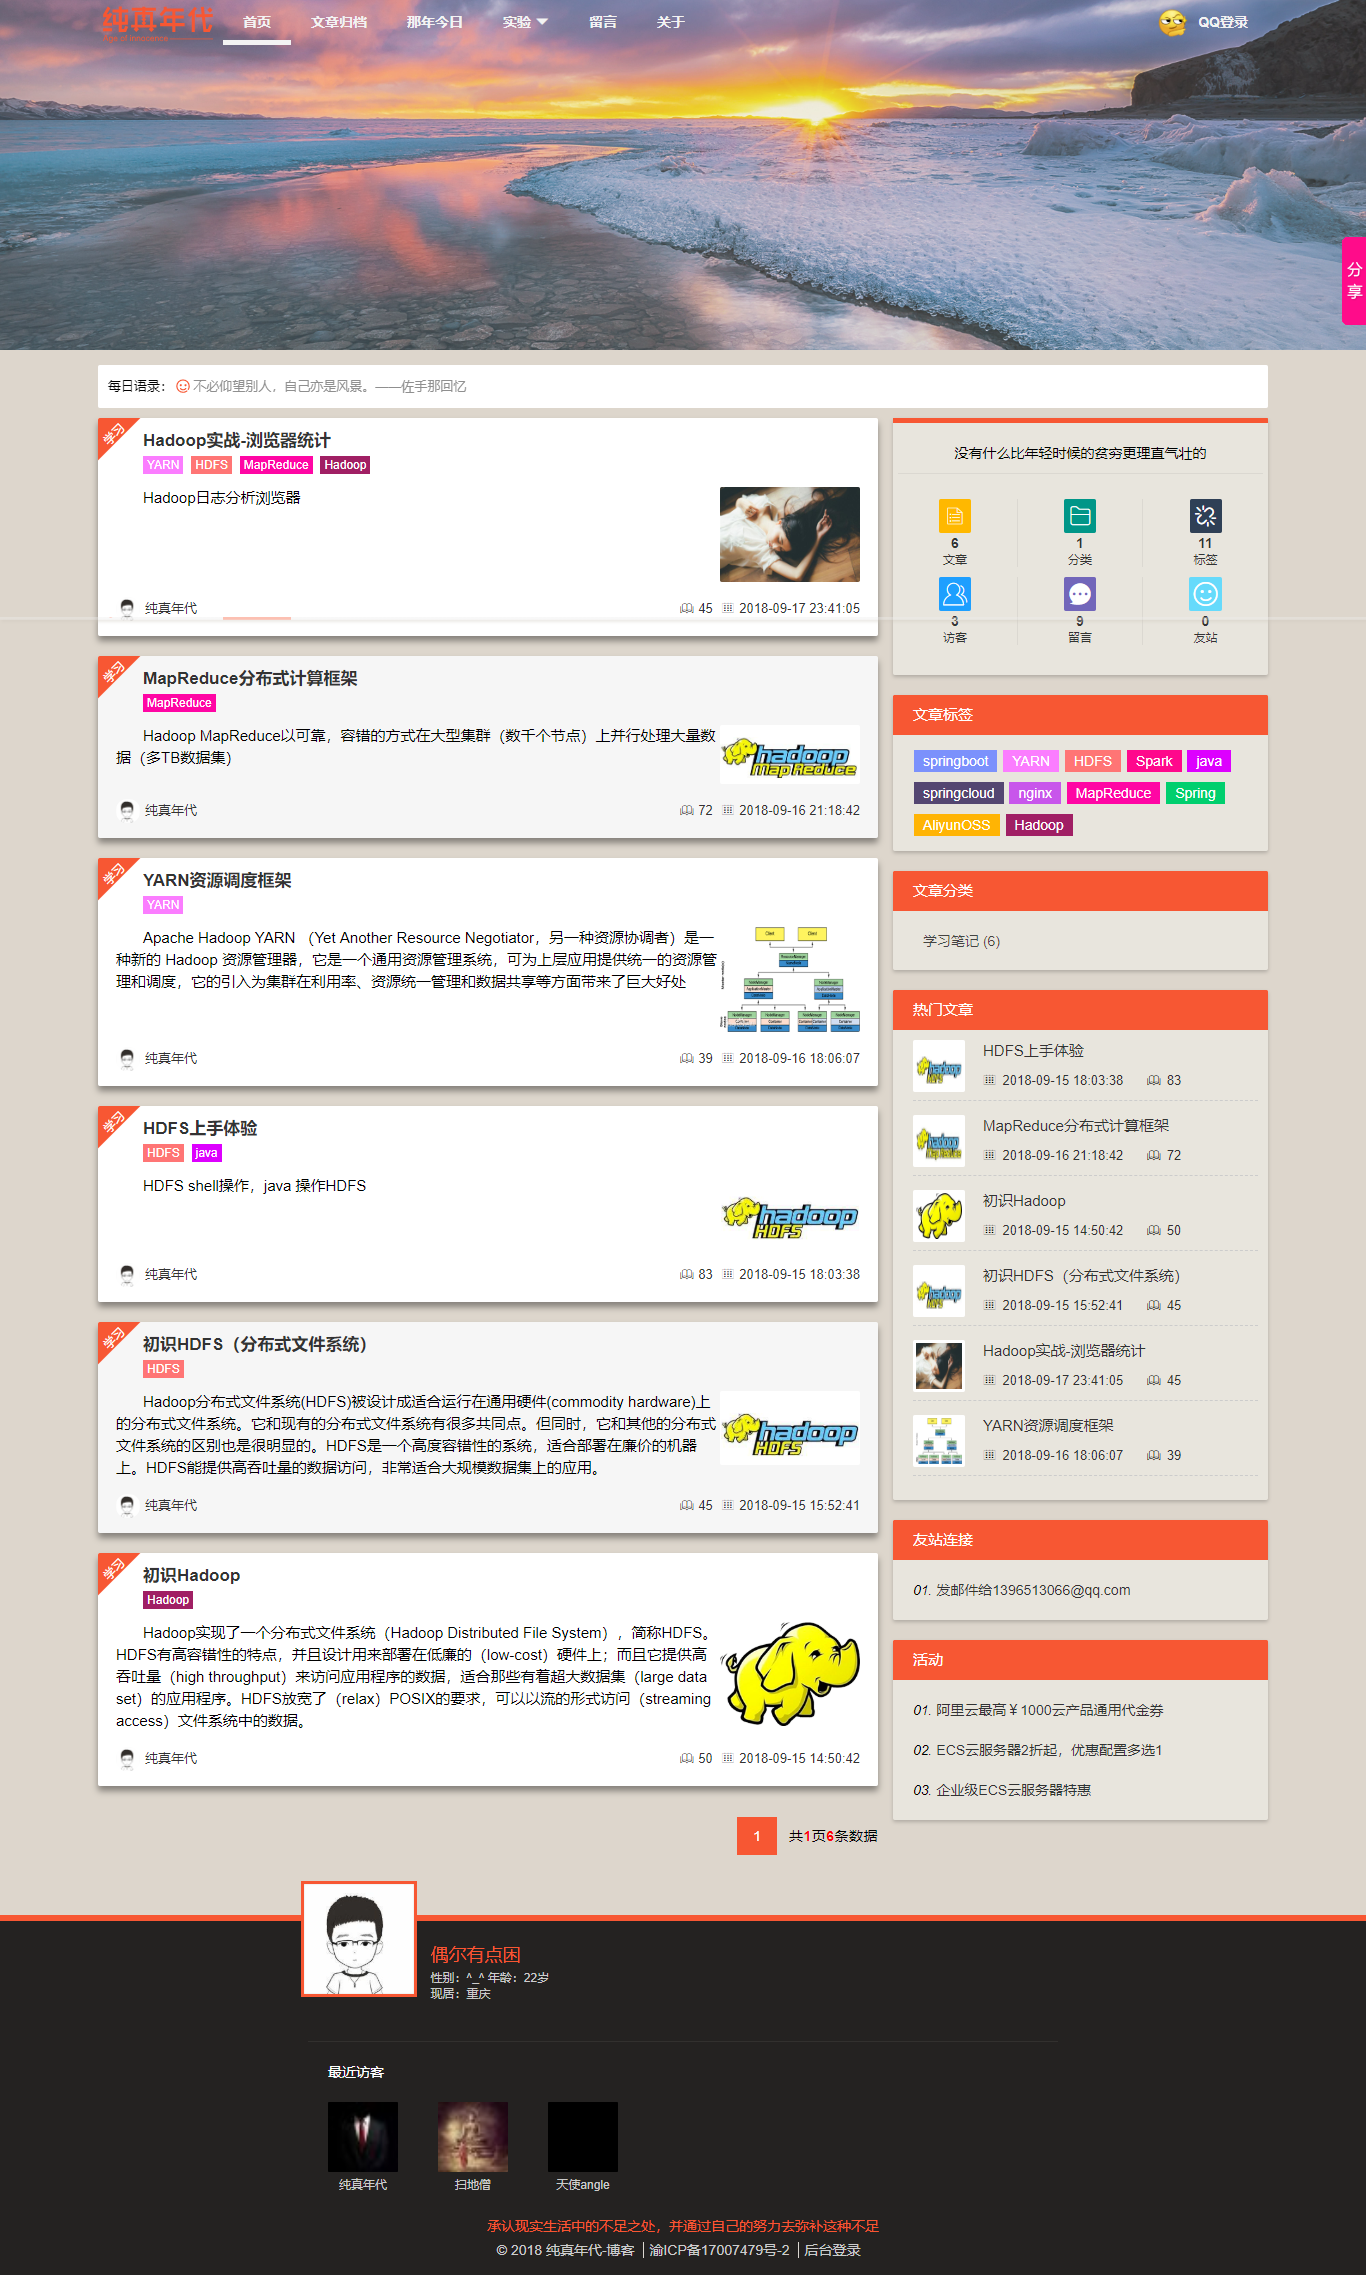 纯真年代
Age of innocence
首页
文章归档
那年今日
实验
留言
关于
QQ登录
分享
每日语录：
不必仰望别人，自己亦是风景。——佐手那回忆
学习
Hadoop实战-浏览器统计
YARN HDFS MapReduce Hadoop
Hadoop日志分析浏览器
纯真年代
45 2018-09-17 23:41:05
学习
MapReduce分布式计算框架
MapReduce
Hadoop MapReduce以可靠，容错的方式在大型集群（数千个节点）上并行处理大量数
据（多TB数据集）
hadoop
Map Reduce
纯真年代
72 2018-09-16 21:18:42
学习
YARN资源调度框架
YARN
Apache Hadoop YARN （Yet Another Resource Negotiator，另一种资源协调者）是一
种新的 Hadoop 资源管理器，它是一个通用资源管理系统，可为上层应用提供统一的资源管
理和调度，它的引入为集群在利用率、资源统一管理和数据共享等方面带来了巨大好处
纯真年代
39 2018-09-16 18:06:07
学习
HDFS上手体验
HDFS java
HDFS shell操作，java 操作HDFS
hadoop
HDFS
纯真年代
83 2018-09-15 18:03:38
学习
初识HDFS（分布式文件系统）
HDFS
Hadoop分布式文件系统(HDFS)被设计成适合运行在通用硬件(commodity hardware)上
的分布式文件系统。它和现有的分布式文件系统有很多共同点。但同时，它和其他的分布式
文件系统的区别也是很明显的。HDFS是一个高度容错性的系统，适合部署在廉价的机器
上。HDFS能提供高吞吐量的数据访问，非常适合大规模数据集上的应用。
hadoop
HDFS
纯真年代
45 2018-09-15 15:52:41
学习
初识Hadoop
Hadoop
Hadoop实现了一个分布式文件系统（Hadoop Distributed File System），简称HDFS。
HDFS有高容错性的特点，并且设计用来部署在低廉的（low-cost）硬件上；而且它提供高
吞吐量（high throughput）来访问应用程序的数据，适合那些有着超大数据集（large data
set）的应用程序。HDFS放宽了（relax）POSIX的要求，可以以流的形式访问（streaming
access）文件系统中的数据。
纯真年代
50 2018-09-15 14:50:42
1 共1页6条数据
没有什么比年轻时候的贫穷更理直气壮的
6
文章
1
分类
11
标签
3
访客
9
留言
0
友站
文章标签
springboot YARN HDFS Spark java
springcloud nginx MapReduce Spring
AliyunOSS Hadoop
文章分类
学习笔记 (6)
热门文章
HDFS上手体验
2018-09-15 18:03:38 83
MapReduce分布式计算框架
2018-09-16 21:18:42 72
初识Hadoop
2018-09-15 14:50:42 50
初识HDFS（分布式文件系统）
2018-09-15 15:52:41 45
Hadoop实战-浏览器统计
2018-09-17 23:41:05 45
YARN资源调度框架
2018-09-16 18:06:07 39
友站连接
01. 发邮件给1396513066@qq.com
活动
01. 阿里云最高￥1000云产品通用代金券
02. ECS云服务器2折起，优惠配置多选1
03. 企业级ECS云服务器特惠
偶尔有点困
性别：^_^ 年龄：22岁
现居：重庆
最近访客
纯真年代
扫地僧
天使angle
承认现实生活中的不足之处，并通过自己的努力去弥补这种不足
© 2018 纯真年代-博客 | 渝ICP备17007479号-2 | 后台登录